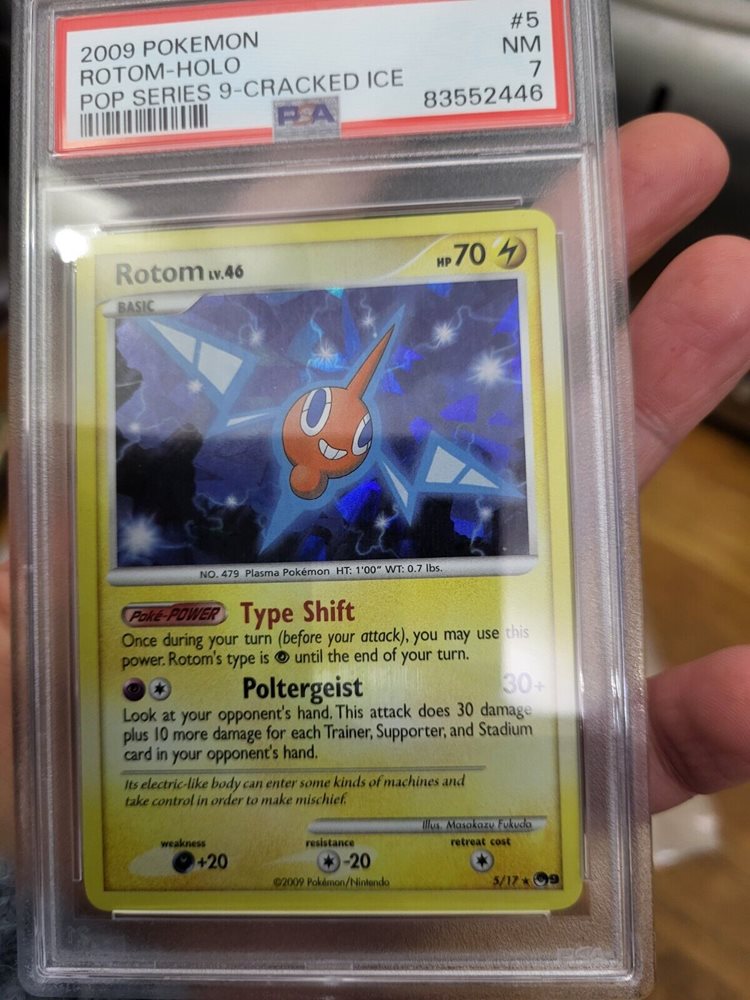 2009 POKEMON #5
ROTOM-HOLO NM
POP SERIES 9-CRACKED ICE 7
PSA 83552446
Rotom LV.46 HP 70
BASIC
NO. 479 Plasma Pokémon HT: 1'00" WT: 0.7 lbs.
Poké-POWER Type Shift
Once during your turn (before your attack), you may use this
power. Rotom's type is until the end of your turn.
Poltergeist 30+
Look at your opponent's hand. This attack does 30 damage
plus 10 more damage for each Trainer, Supporter, and Stadium
card in your opponent's hand.
Its electric-like body can enter some kinds of machines and
take control in order to make mischief.
Illus. Masakazu Fukuda
weakness resistance retreat cost
+20 -20
©2009 Pokémon/Nintendo 5/17 ★ 9
PSA